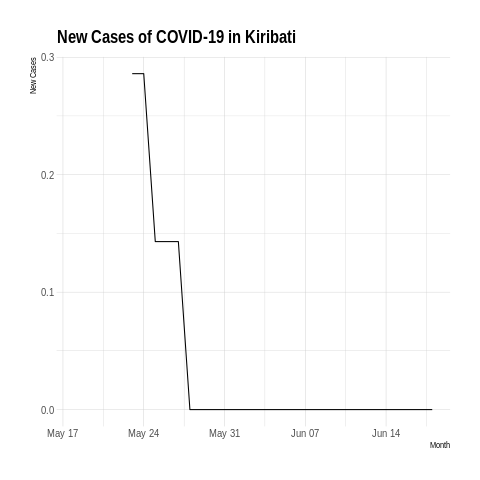 New Cases of COVID-19 in Kiribati
New Cases
0.3
0.2
0.1
0.0
May 17 May 24 May 31 Jun 07 Jun 14
Month